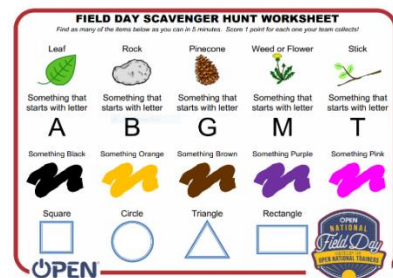 FIELD DAY SCAVENGER HUNT WORKSHEET
Find as many of the items below as you can in 5 minutes. Score 1 point for each one your team collects!
Leaf Rock Pinecone Weed or Flower Stick
Something that starts with letter Something that starts with letter Something that starts with letter Something that starts with letter Something that starts with letter
A B G M T
Something Black Something Orange Something Brown Something Purple Something Pink
Square Circle Triangle Rectangle
OPEN
OPEN
NATIONAL
Field Day
OPEN NATIONAL TRAINERS